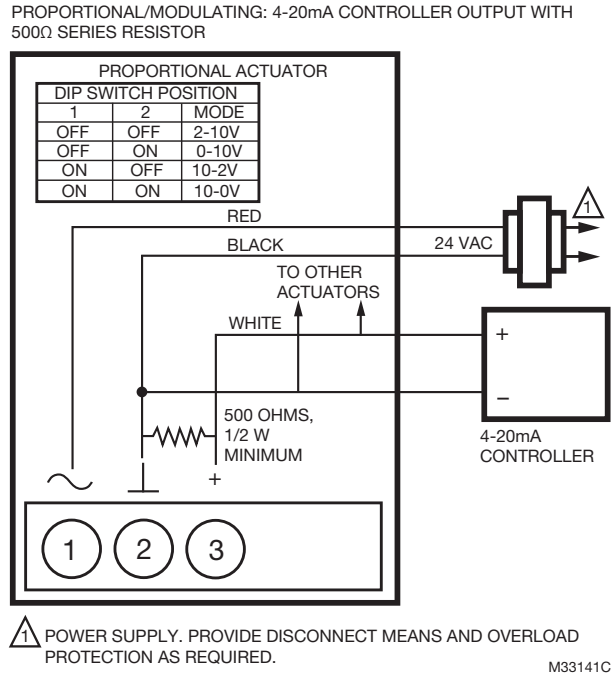 PROPORTIONAL/MODULATING: 4-20mA CONTROLLER OUTPUT WITH
500Ω SERIES RESISTOR
PROPORTIONAL ACTUATOR
DIP SWITCH POSITION
1 2 MODE
OFF OFF 2-10V
OFF ON 0-10V
ON OFF 10-2V
ON ON 10-0V
RED
1
BLACK
24 VAC
TO OTHER
ACTUATORS
WHITE
+
–
500 OHMS,
1/2 W
MINIMUM
+
4-20mA
CONTROLLER
1 2 3
1 POWER SUPPLY. PROVIDE DISCONNECT MEANS AND OVERLOAD
PROTECTION AS REQUIRED.
M33141C